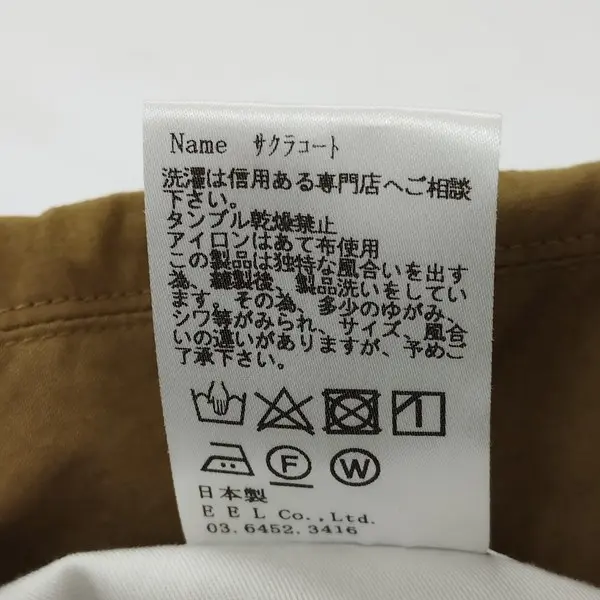 Name サクラコート
洗濯は信用ある専門店へご相談
下さい。
タンブル乾燥禁止
アイロンはあて布使用
この製品は独特な風合いを出す
為、縫製後、製品洗いをしてい
ます。その為、多少のゆがみ、
シワ等がみられ、サイズ、風合
いの違いがありますが、予めご
了承下さい。
F W
日本製
EEL Co.,Ltd.
03.6452.3416